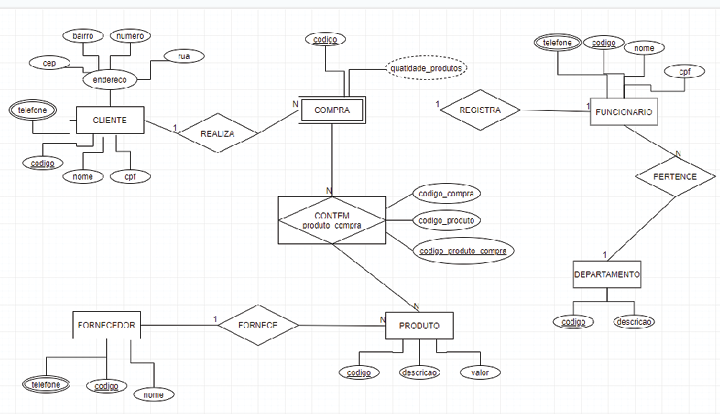 bairro
numero
cep
rua
endereco
telefone
CLIENTE
codigo
nome
cpf
1
REALIZA
N
codigo
quatidade_produtos
COMPRA
1
REGISTRA
1
telefone
codigo
nome
cpf
FUNCIONARIO
N
PERTENCE
1
DEPARTAMENTO
codigo
descricao
N
CONTEM
produto_compra
codigo_compra
codigo_procuto
codigo_produto_compra
N
FORNECEDOR
1
FORNECE
N
PRODUTO
telefone
codigo
nome
codigo
descricao
valor